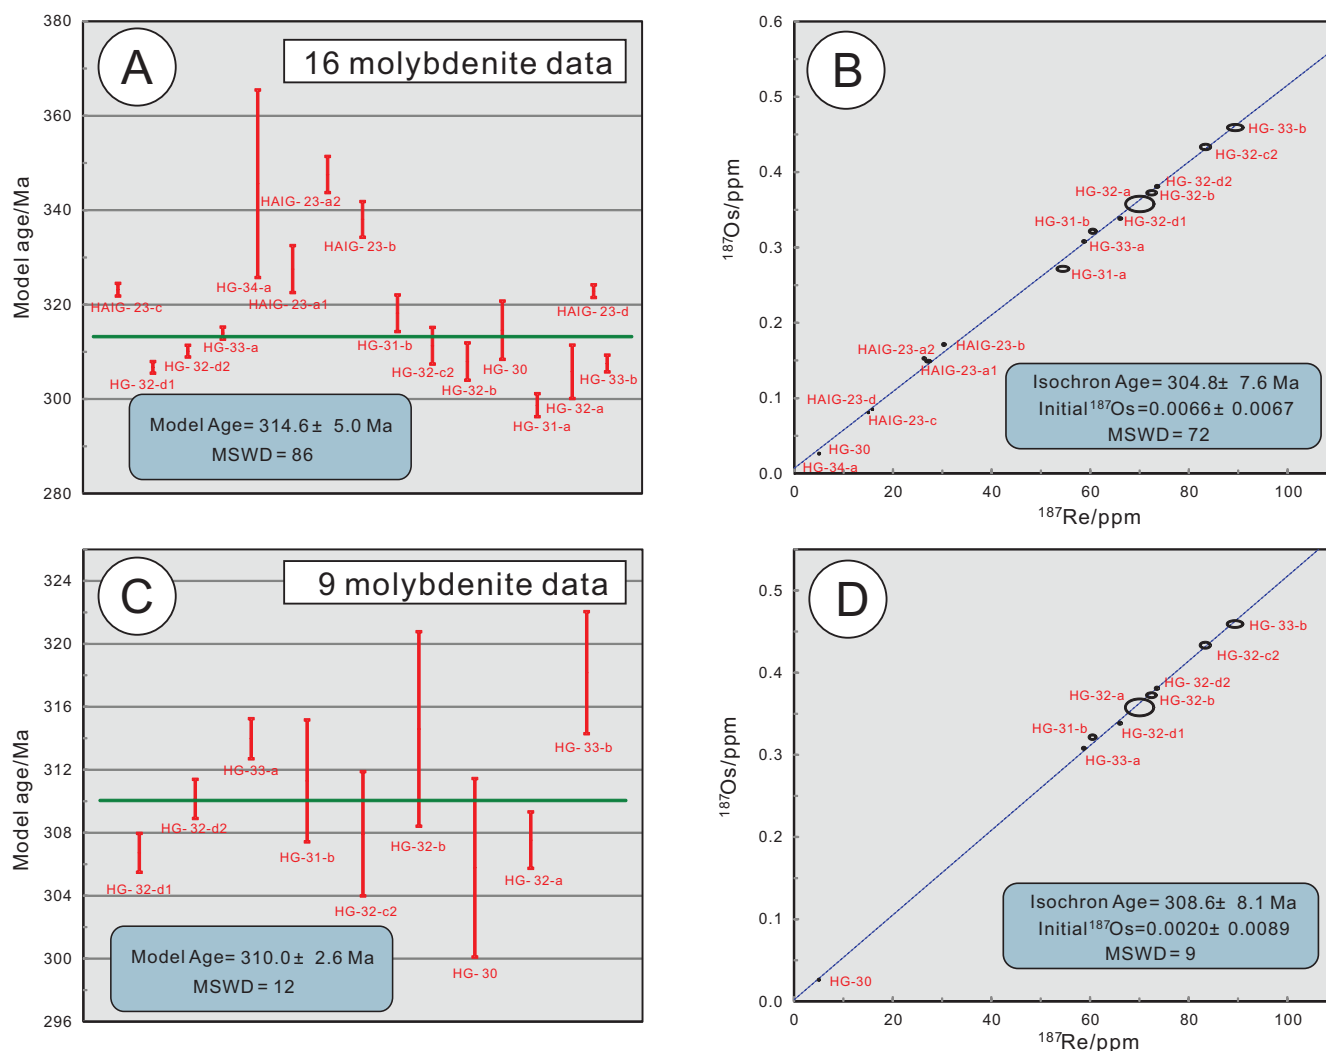 A
16 molybdenite data
Model age/Ma
380
360
340
320
300
280
HAIG-23-c
HG-32-d1
HG-32-d2
HG-33-a
HG-34-a
HAIG-23-a1
HAIG-23-a2
HAIG-23-b
HG-31-b
HG-32-c2
HG-32-b
HG-30
HG-31-a
HG-32-a
HAIG-23-d
HG-33-b
Model Age=314.6± 5.0 Ma
MSWD=86
B
¹⁸⁷Os/ppm
0.6
0.5
0.4
0.3
0.2
0.1
0.0
HG-33-b
HG-32-c2
HG-32-d2
HG-32-a
HG-32-b
HG-31-b
HG-32-d1
HG-33-a
HG-31-a
HAIG-23-a2
HAIG-23-b
HAIG-23-a1
HAIG-23-d
HAIG-23-c
HG-30
HG-34-a
Isochron Age=304.8± 7.6 Ma
Initial¹⁸⁷Os=0.0066± 0.0067
MSWD=72
0 20 40 60 80 100
¹⁸⁷Re/ppm
C
9 molybdenite data
Model age/Ma
324
320
316
312
308
304
300
296
HG-32-d1
HG-32-d2
HG-33-a
HG-31-b
HG-32-c2
HG-32-b
HG-30
HG-32-a
HG-33-b
Model Age=310.0± 2.6 Ma
MSWD=12
D
¹⁸⁷Os/ppm
0.5
0.4
0.3
0.2
0.1
0.0
HG-33-b
HG-32-c2
HG-32-d2
HG-32-a
HG-32-b
HG-31-b
HG-32-d1
HG-33-a
HG-30
Isochron Age=308.6± 8.1 Ma
Initial¹⁸⁷Os=0.0020± 0.0089
MSWD=9
0 20 40 60 80 100
¹⁸⁷Re/ppm